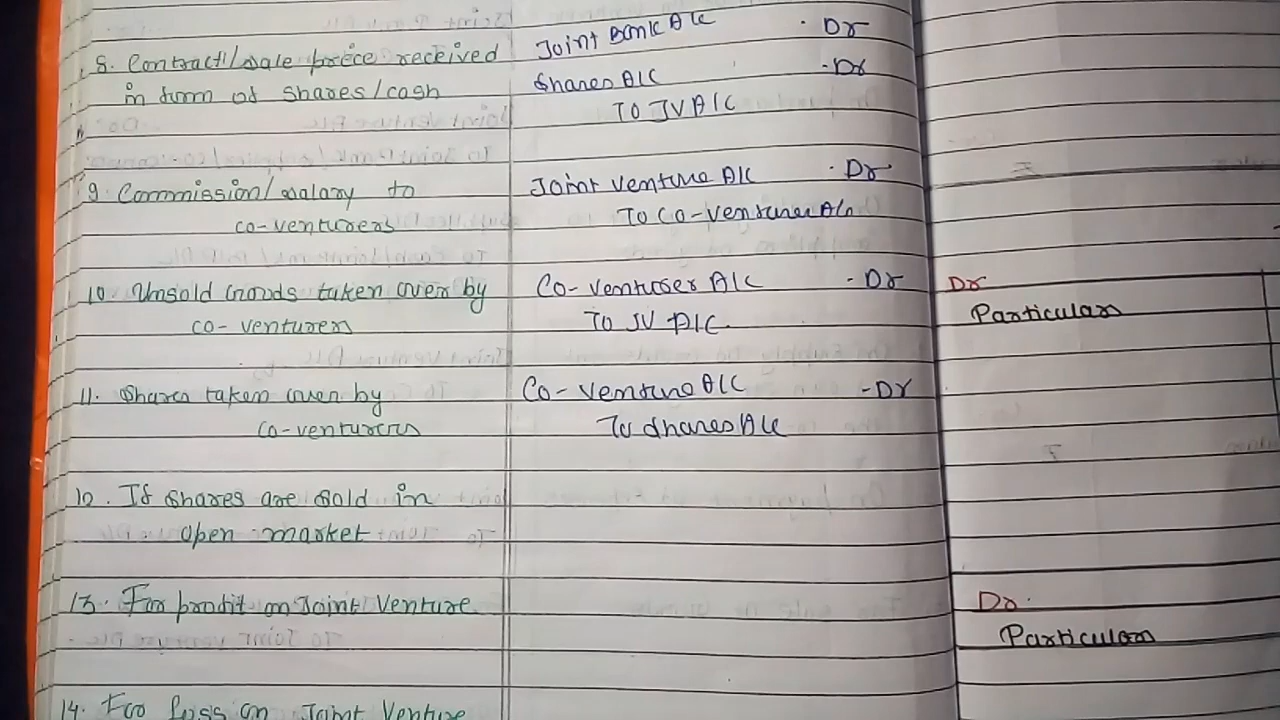 8. Contract/sale price received
in form of shares/cash
Joint Bank A/c Dr
Shares A/c -Dr
To JV A/c
9. Commission/salary to
co-venturers
Joint Venture A/c Dr
To Co-Venturer A/c
10. Unsold Goods taken over by
co-venturers
Co-Venturer A/c -Dr
To JV A/c
11. Shares taken over by
co-venturers
Co-Venture A/c -Dr
To Shares A/c
12. If shares are sold in
open market
13. For profit on Joint Venture
14. For loss on Joint Venture
Dr
Particulars
Dr.
Particulars